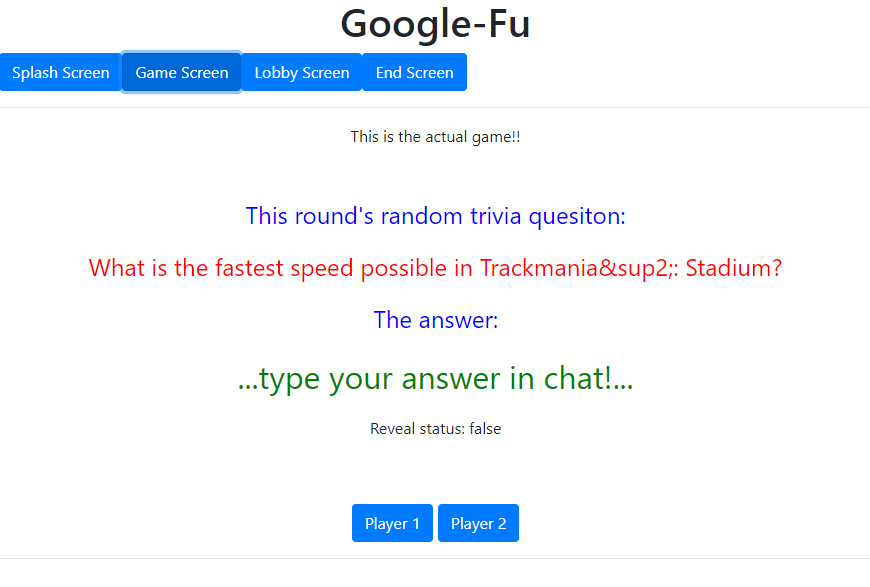 Google-Fu
Splash Screen Game Screen Lobby Screen End Screen
This is the actual game!!
This round's random trivia quesiton:
What is the fastest speed possible in Trackmania&sup2;: Stadium?
The answer:
...type your answer in chat!...
Reveal status: false
Player 1 Player 2